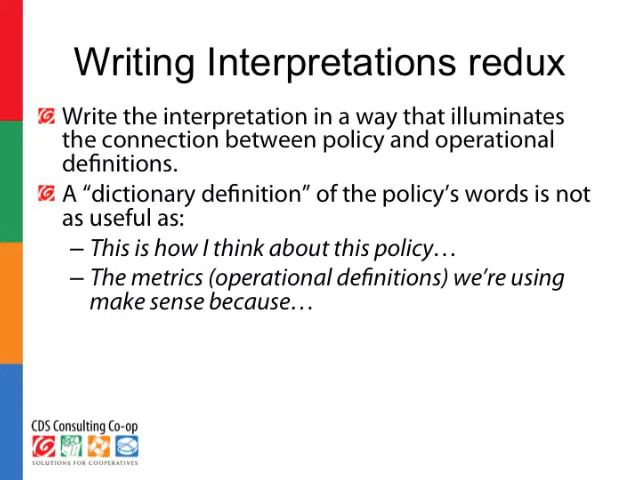 Writing Interpretations redux
Write the interpretation in a way that illuminates
the connection between policy and operational
definitions.
A “dictionary definition” of the policy’s words is not
as useful as:
– This is how I think about this policy…
– The metrics (operational definitions) we’re using
make sense because…
CDS Consulting Co-op
SOLUTIONS FOR COOPERATIVES